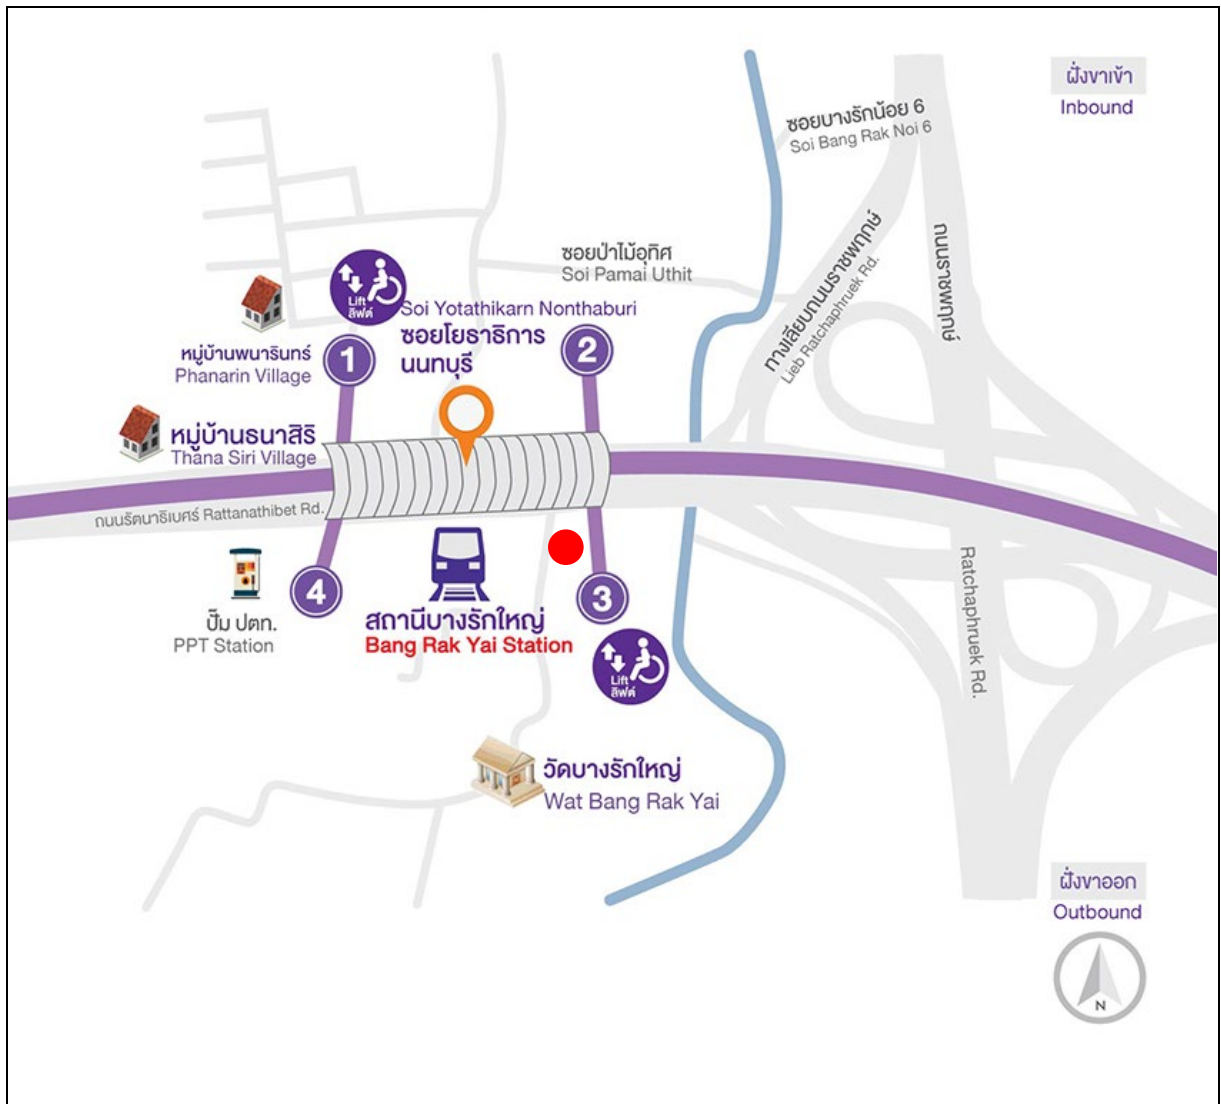 ฝั่งขาเข้า
Inbound
ซอยบางรักน้อย 6
Soi Bang Rak Noi 6
ทางเลียบถนนราชพฤกษ์
Lieb Ratchaphruek Rd.
ถนนราชพฤกษ์
ซอยป่าไม้อุทิศ
Soi Pamai Uthit
Lift
ลิฟต์
Soi Yotathikarn Nonthaburi
ซอยโยธาธิการ
นนทบุรี
1
2
หมู่บ้านพนารินทร์
Phanarin Village
หมู่บ้านธนาสิริ
Thana Siri Village
ถนนรัตนาธิเบศร์ Rattanathibet Rd.
4
3
ปั๊ม ปตท.
PPT Station
สถานีบางรักใหญ่
Bang Rak Yai Station
Lift
ลิฟต์
Ratchaphruek Rd.
วัดบางรักใหญ่
Wat Bang Rak Yai
ฝั่งขาออก
Outbound
N